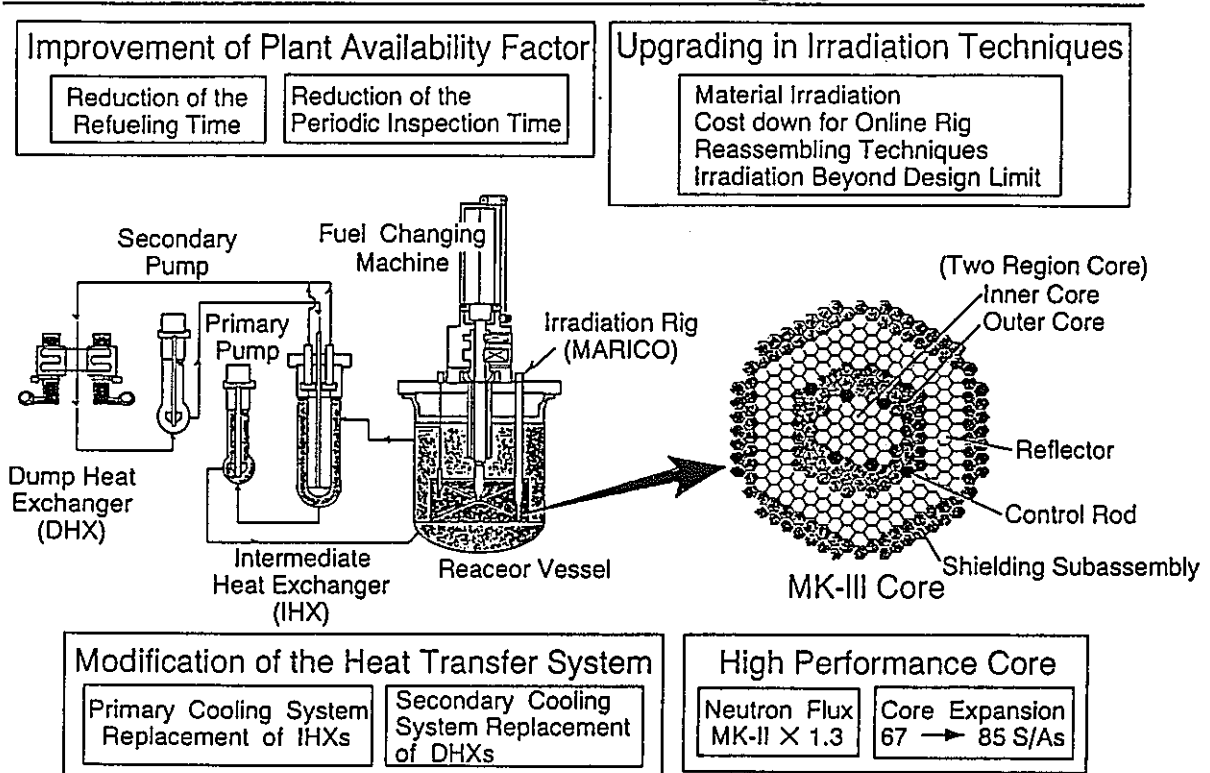 Improvement of Plant Availability Factor
Reduction of the
Refueling Time
Reduction of the
Periodic Inspection Time
Upgrading in Irradiation Techniques
Material Irradiation
Cost down for Online Rig
Reassembling Techniques
Irradiation Beyond Design Limit
Secondary
Pump
Fuel Changing
Machine
Primary
Pump
Irradiation Rig
(MARICO)
Dump Heat
Exchanger
(DHX)
Intermediate
Heat Exchanger
(IHX)
Reaceor Vessel
(Two Region Core)
Inner Core
Outer Core
Reflector
Control Rod
Shielding Subassembly
MK-III Core
Modification of the Heat Transfer System
Primary Cooling System
Replacement of IHXs
Secondary Cooling
System Replacement
of DHXs
High Performance Core
Neutron Flux
MK-II X 1.3
Core Expansion
67 → 85 S/As